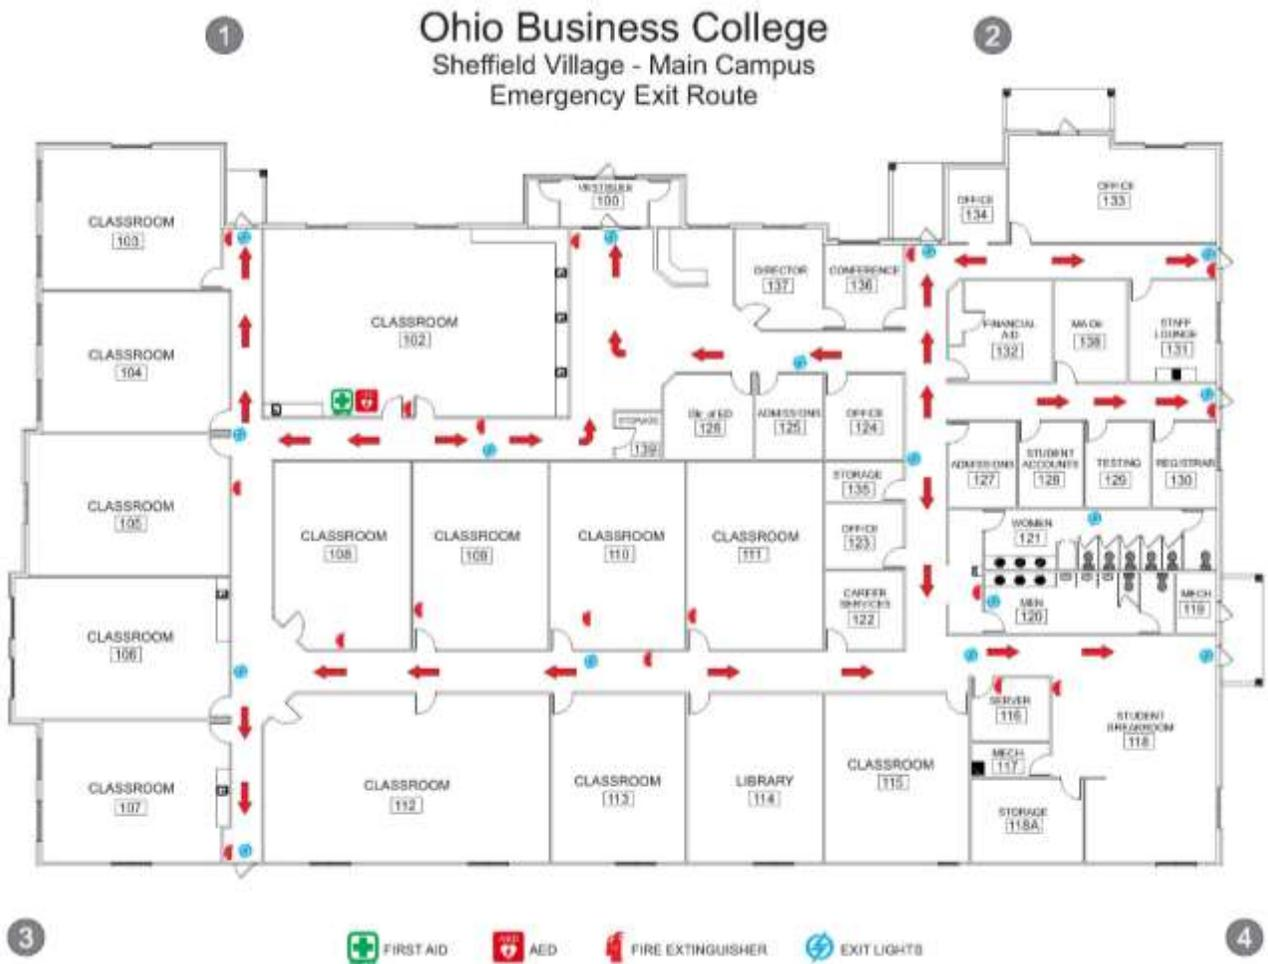 1
2
Ohio Business College
Sheffield Village - Main Campus
Emergency Exit Route
100
OFFICE
134
OFFICE
133
CLASSROOM
103
DIRECTOR
137
CONFERENCE
136
CLASSROOM
102
FINANCIAL
AID
132
138
STAFF
LOUNGE
131
CLASSROOM
104
STORAGE
139
126
ADMISSIONS
125
OFFICE
124
ADMISSIONS
127
STUDENT
ACCOUNTS
128
TESTING
129
REGISTRAR
130
STORAGE
135
CLASSROOM
105
CLASSROOM
108
CLASSROOM
109
CLASSROOM
110
CLASSROOM
111
OFFICE
123
WOMEN
121
CAREER
SERVICES
122
MEN
120
MECH
119
CLASSROOM
106
SERVER
116
STUDENT
BREAKROOM
118
MECH
117
CLASSROOM
107
CLASSROOM
112
CLASSROOM
113
LIBRARY
114
CLASSROOM
115
STORAGE
118A
3
FIRST AID
AED
AED
FIRE EXTINGUISHER
EXIT LIGHTS
4